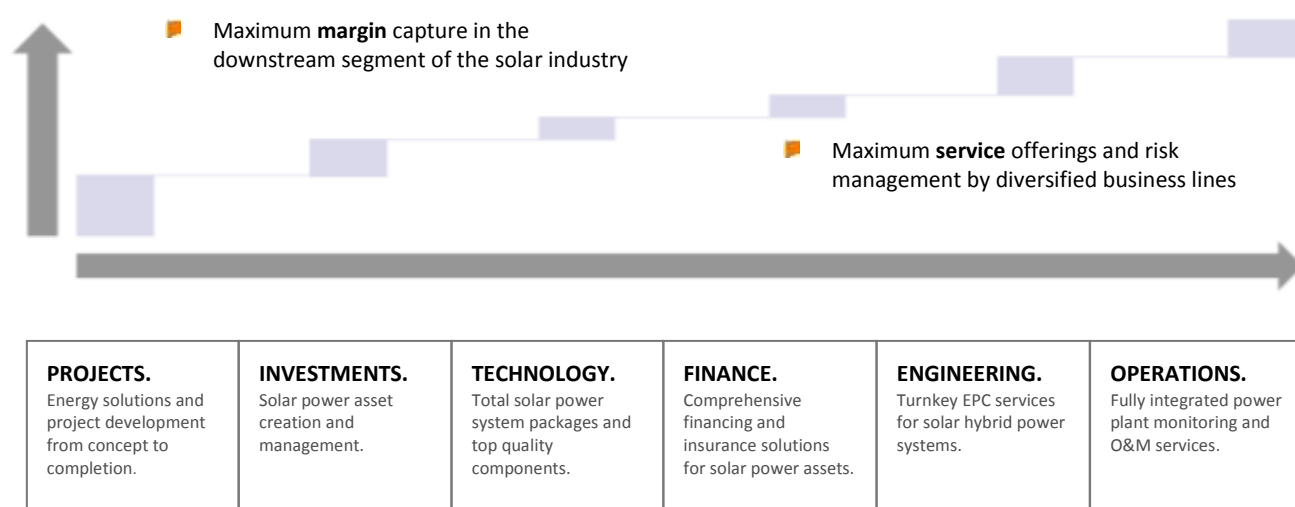 Maximum margin capture in the
downstream segment of the solar industry
Maximum service offerings and risk
management by diversified business lines
PROJECTS.
Energy solutions and
project development
from concept to
completion.
INVESTMENTS.
Solar power asset
creation and
management.
TECHNOLOGY.
Total solar power
system packages and
top quality
components.
FINANCE.
Comprehensive
financing and
insurance solutions
for solar power assets.
ENGINEERING.
Turnkey EPC services
for solar hybrid power
systems.
OPERATIONS.
Fully integrated power
plant monitoring and
O&M services.